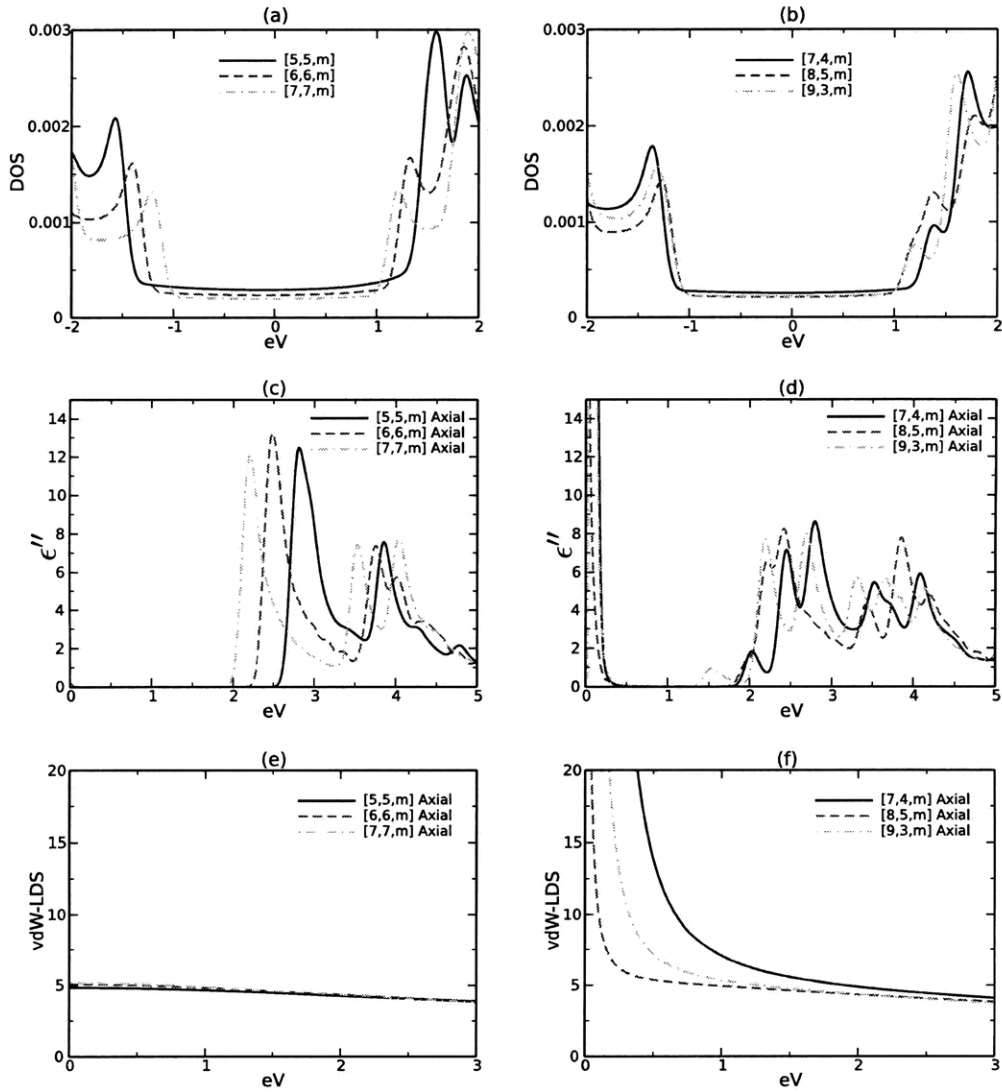 (a)
DOS
0.003
0.002
0.001
0
[5,5,m]
[6,6,m]
[7,7,m]
-2
-1
0
1
2
eV
(b)
DOS
0.003
0.002
0.001
0
[7,4,m]
[8,5,m]
[9,3,m]
-2
-1
0
1
2
eV
(c)
ϵ′′
14
12
10
8
6
4
2
0
[5,5,m] Axial
[6,6,m] Axial
[7,7,m] Axial
0
1
2
3
4
5
eV
(d)
ϵ′′
14
12
10
8
6
4
2
0
[7,4,m] Axial
[8,5,m] Axial
[9,3,m] Axial
0
1
2
3
4
5
eV
(e)
vdW-LDS
20
15
10
5
0
[5,5,m] Axial
[6,6,m] Axial
[7,7,m] Axial
0
1
2
3
eV
(f)
vdW-LDS
20
15
10
5
0
[7,4,m] Axial
[8,5,m] Axial
[9,3,m] Axial
0
1
2
3
eV